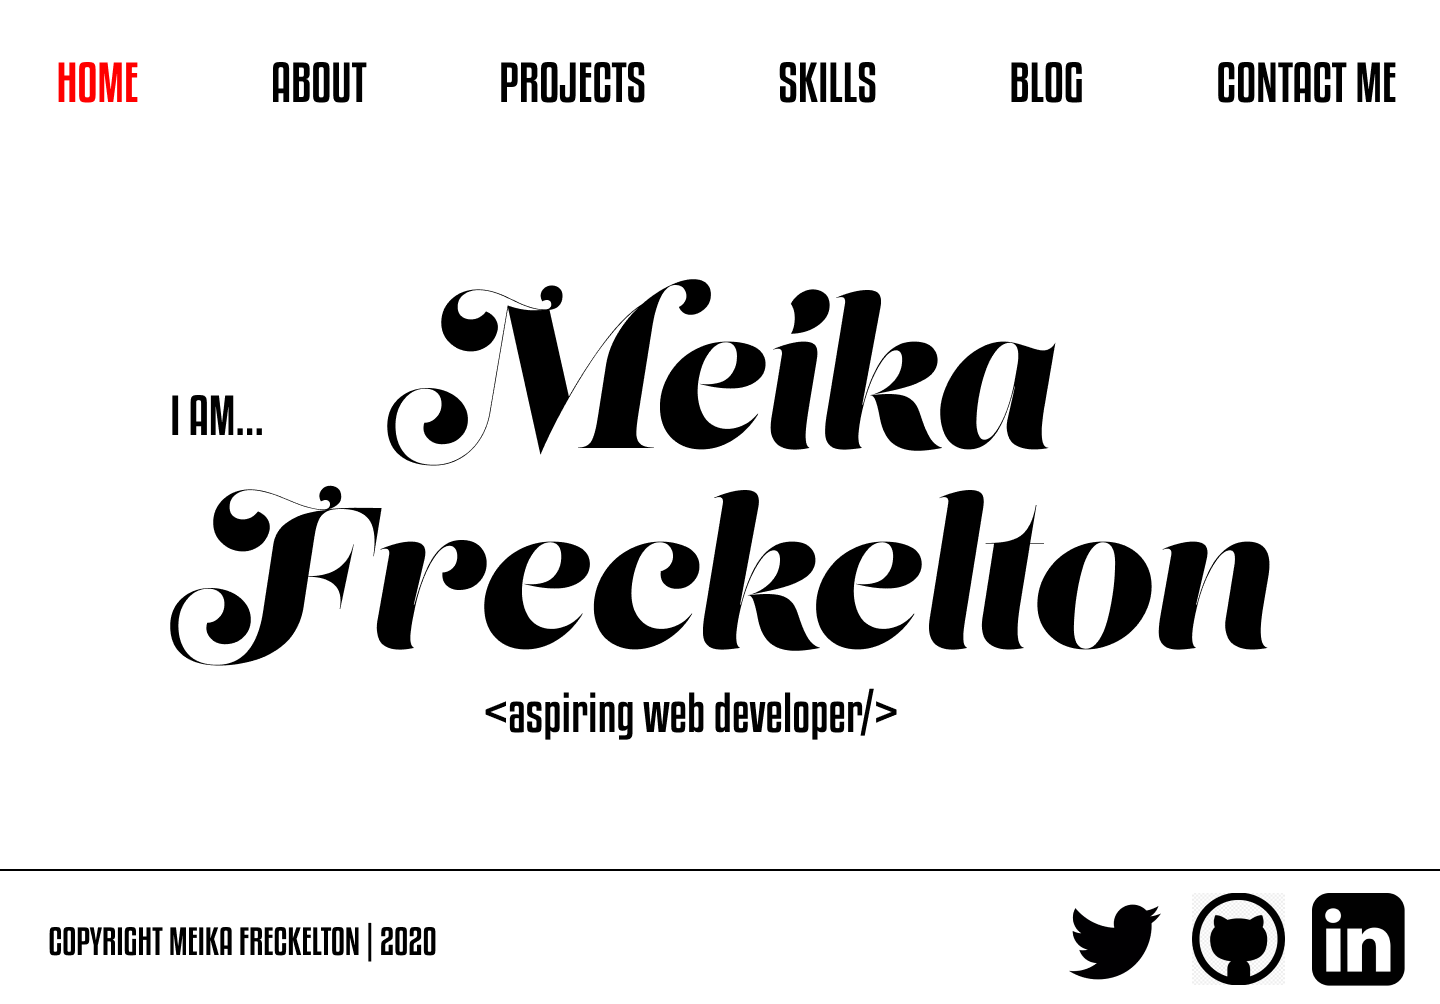 HOME ABOUT PROJECTS SKILLS BLOG CONTACT ME
I AM...
Meika
Freckelton
<aspiring web developer/>
COPYRIGHT MEIKA FRECKELTON | 2020
in